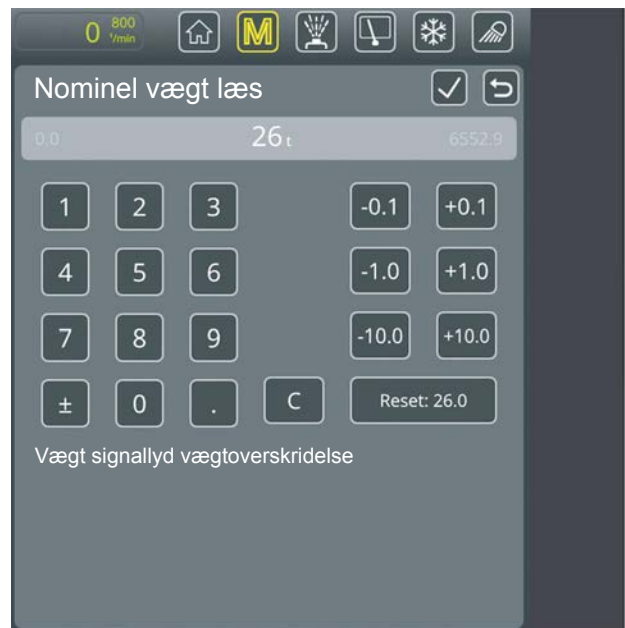 0 800 1/min M
Nominel vægt læs
0.0 26 t 6552.9
1 2 3 -0.1 +0.1
4 5 6 -1.0 +1.0
7 8 9 -10.0 +10.0
± 0 . C Reset: 26.0
Vægt signallyd vægtoverskridelse